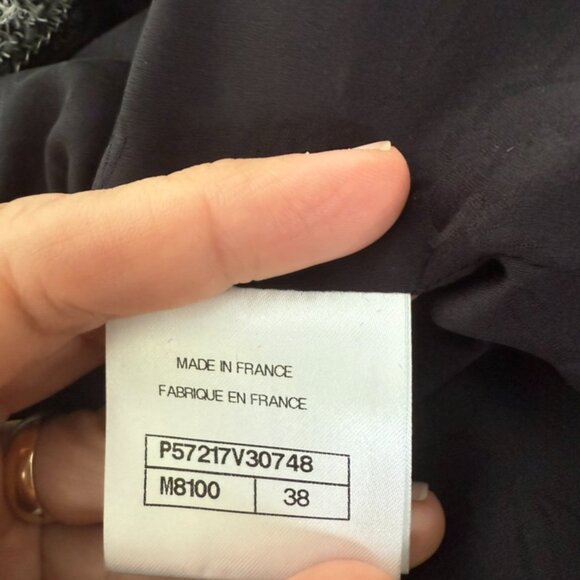 MADE IN FRANCE
FABRIQUE EN FRANCE
P57217V30748
M8100 38